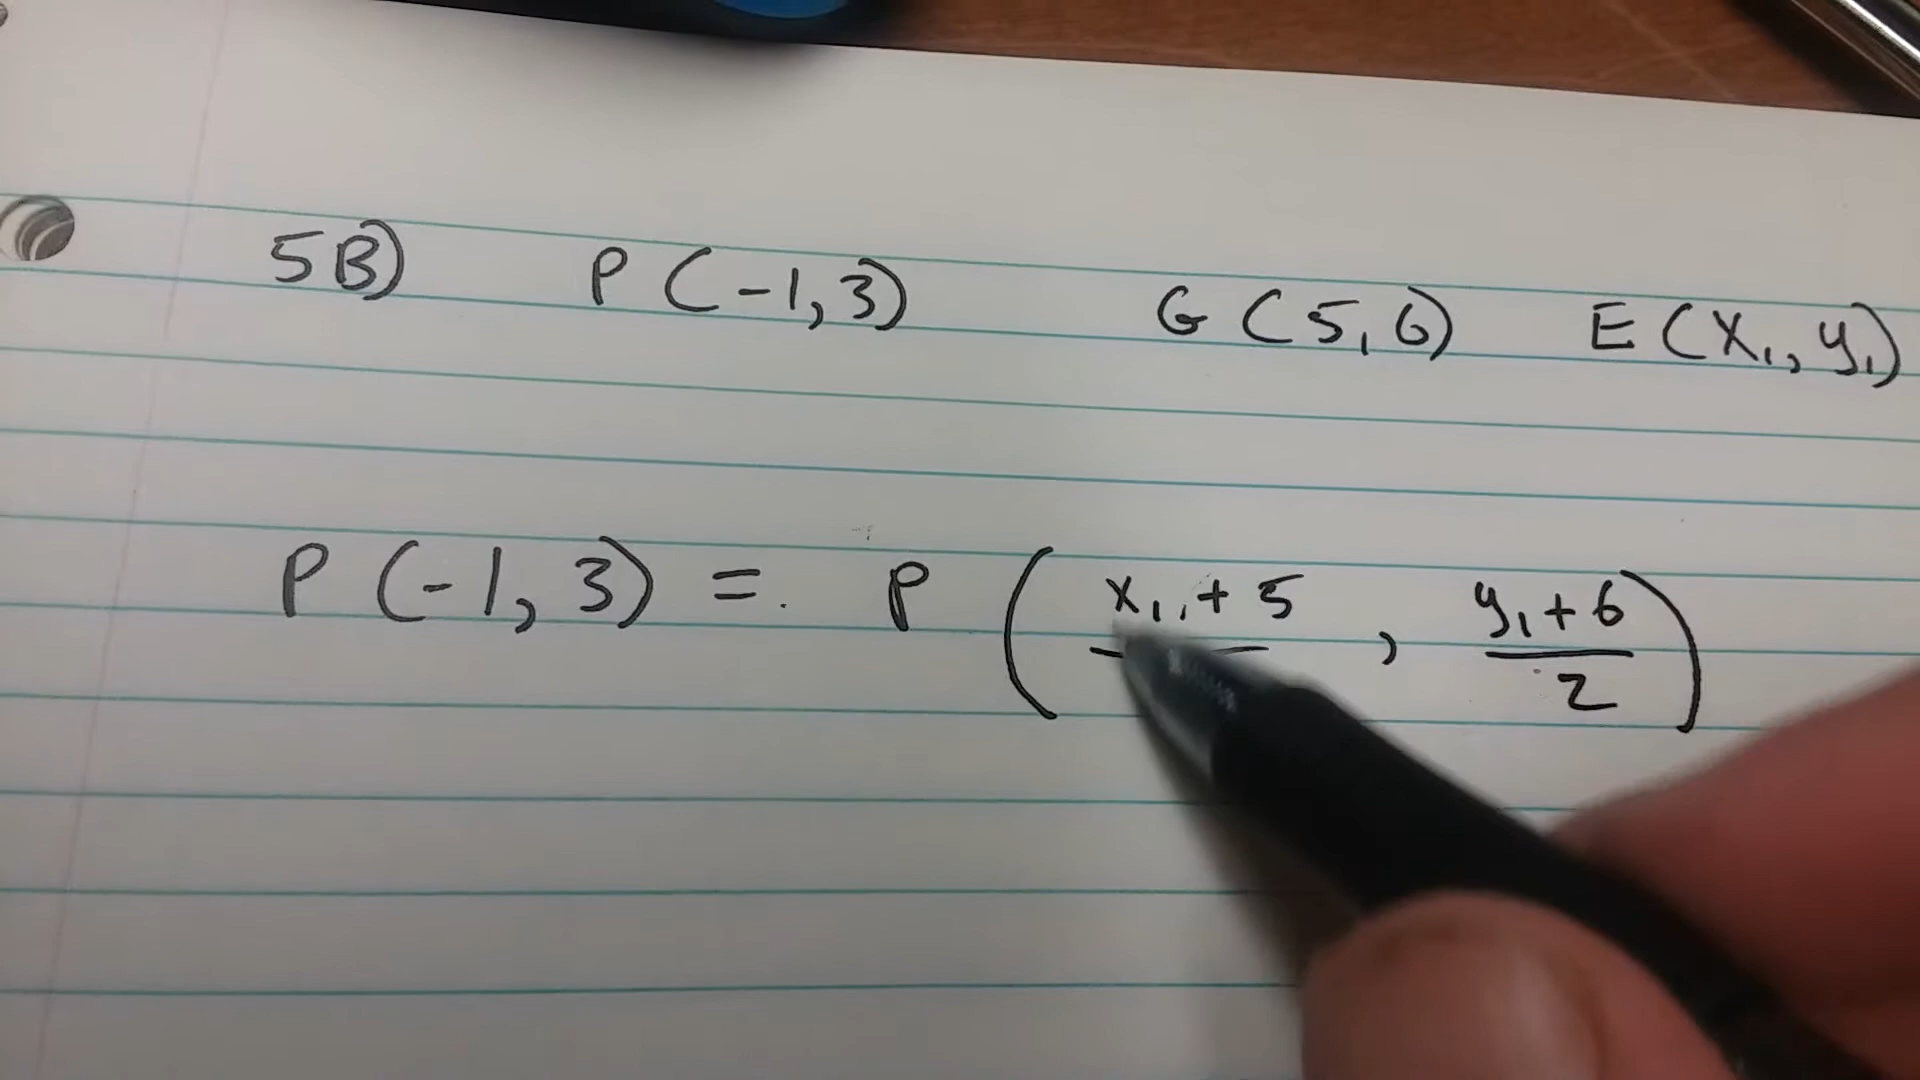 5B) P(-1,3) G(5,6) E(x₁,y₁)
P(-1,3) = P(x₁+5, y₁+6/2)